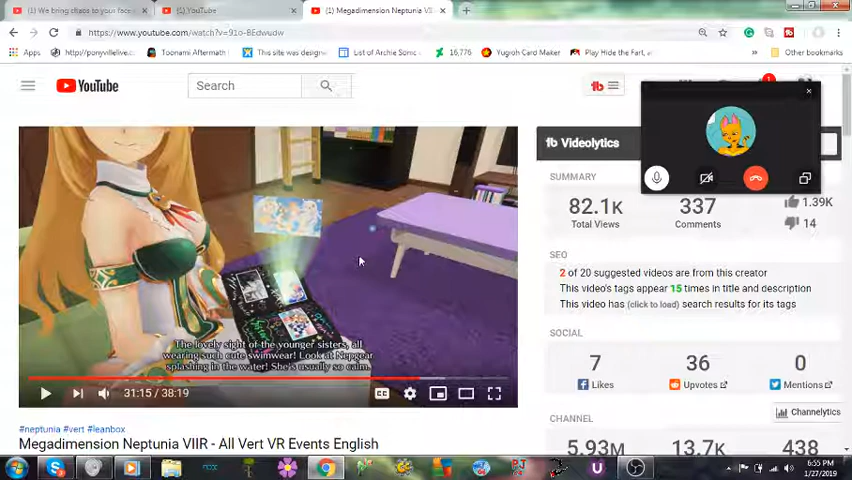 (1) We bring chaos to your face
(1) YouTube
Megadimension Neptunia VII
https://www.youtube.com/watch?v=91o-BEdwudw
Apps
http://ponyvillelive
Toonami Aftermath
This site was design
List of Archie Sonic
16,776
Yugioh Card Maker
Play Hide the Fart,
Other bookmarks
YouTube
Search
1
Videolytics
SUMMARY
82.1K
337
1.39K
Total Views
Comments
14
SEO
2 of 20 suggested videos are from this creator
This video's tags appear 15 times in title and description
This video has (click to load) search results for its tags
SOCIAL
7
36
0
Likes
Upvotes
Mentions
The lovely sight of the younger sisters, all
wearing such cute swimwear! Look at Nepgear
splashing in the water! She's usually so calm.
31:15 / 38:19
CC
Channelytics
CHANNEL
5.93M
13.7K
438
#neptunia #vert #leanbox
Megadimension Neptunia VIIR - All Vert VR Events English
6:55 PM
1/27/2019